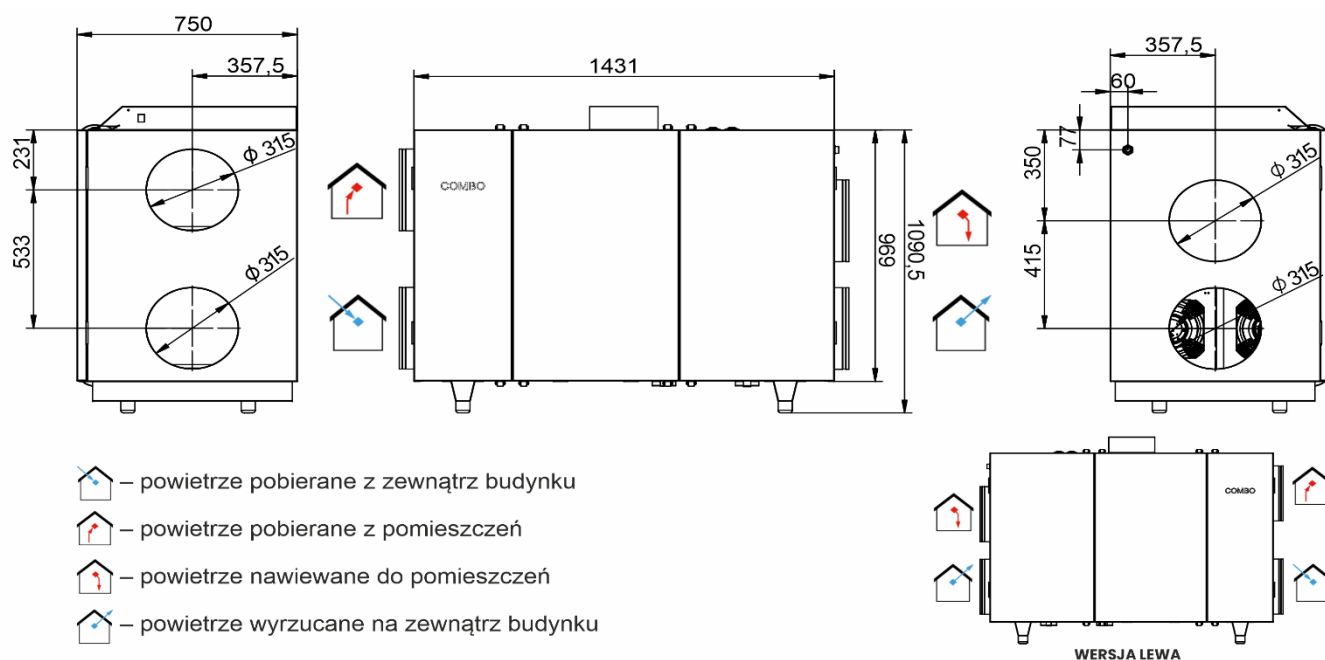 750
357,5
231
533
ϕ 315
ϕ 315
1431
COMBO
969
1090,5
357,5
60
77
350
415
ϕ 315
ϕ 315
– powietrze pobierane z zewnątrz budynku
– powietrze pobierane z pomieszczeń
– powietrze nawiewane do pomieszczeń
– powietrze wyrzucane na zewnątrz budynku
COMBO
WERSJA LEWA